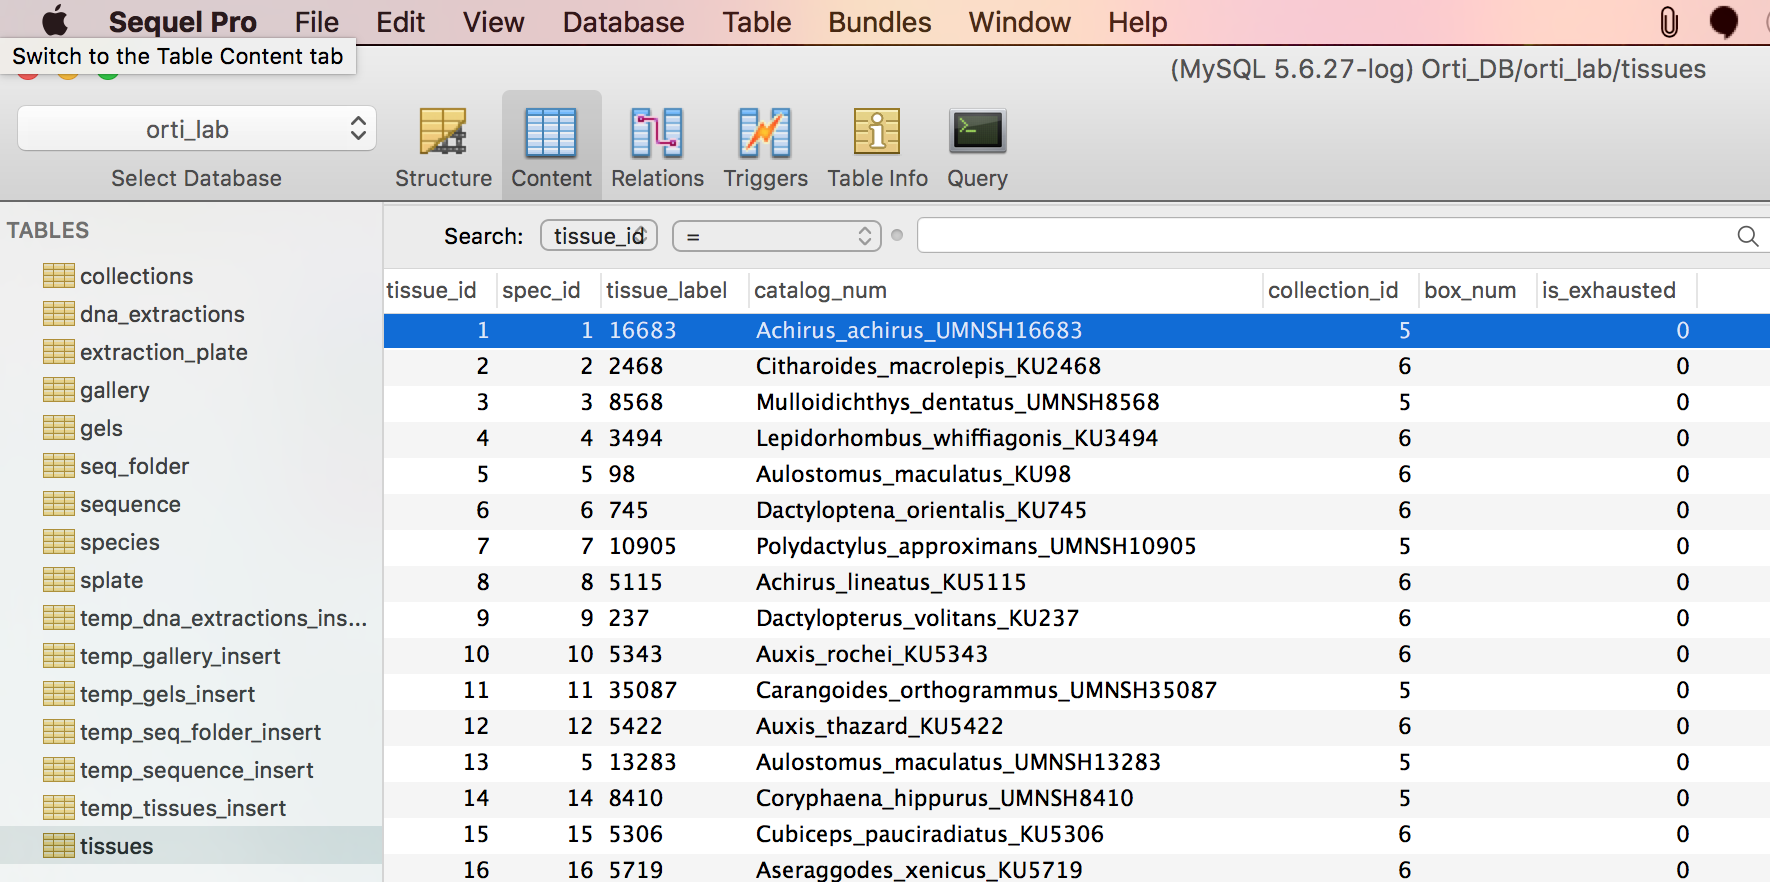 Sequel Pro File Edit View Database Table Bundles Window Help
Switch to the Table Content tab
(MySQL 5.6.27-log) Orti_DB/orti_lab/tissues
orti_lab
Select Database Structure Content Relations Triggers Table Info Query
TABLES
collections
dna_extractions
extraction_plate
gallery
gels
seq_folder
sequence
species
splate
temp_dna_extractions_ins...
temp_gallery_insert
temp_gels_insert
temp_seq_folder_insert
temp_sequence_insert
temp_tissues_insert
tissues
Search: tissue_id =
tissue_id spec_id tissue_label catalog_num collection_id box_num is_exhausted
1 1 16683 Achirus_achirus_UMNSH16683 5 0
2 2 2468 Citharoides_macrolepis_KU2468 6 0
3 3 8568 Mulloidichthys_dentatus_UMNSH8568 5 0
4 4 3494 Lepidorhombus_whiffiagonis_KU3494 6 0
5 5 98 Aulostomus_maculatus_KU98 6 0
6 6 745 Dactyloptena_orientalis_KU745 6 0
7 7 10905 Polydactylus_approximans_UMNSH10905 5 0
8 8 5115 Achirus_lineatus_KU5115 6 0
9 9 237 Dactylopterus_volitans_KU237 6 0
10 10 5343 Auxis_rochei_KU5343 6 0
11 11 35087 Carangoides_orthogrammus_UMNSH35087 5 0
12 12 5422 Auxis_thazard_KU5422 6 0
13 5 13283 Aulostomus_maculatus_UMNSH13283 5 0
14 14 8410 Coryphaena_hippurus_UMNSH8410 5 0
15 15 5306 Cubiceps_pauciradiatus_KU5306 6 0
16 16 5719 Aseraggodes_xenicus_KU5719 6 0